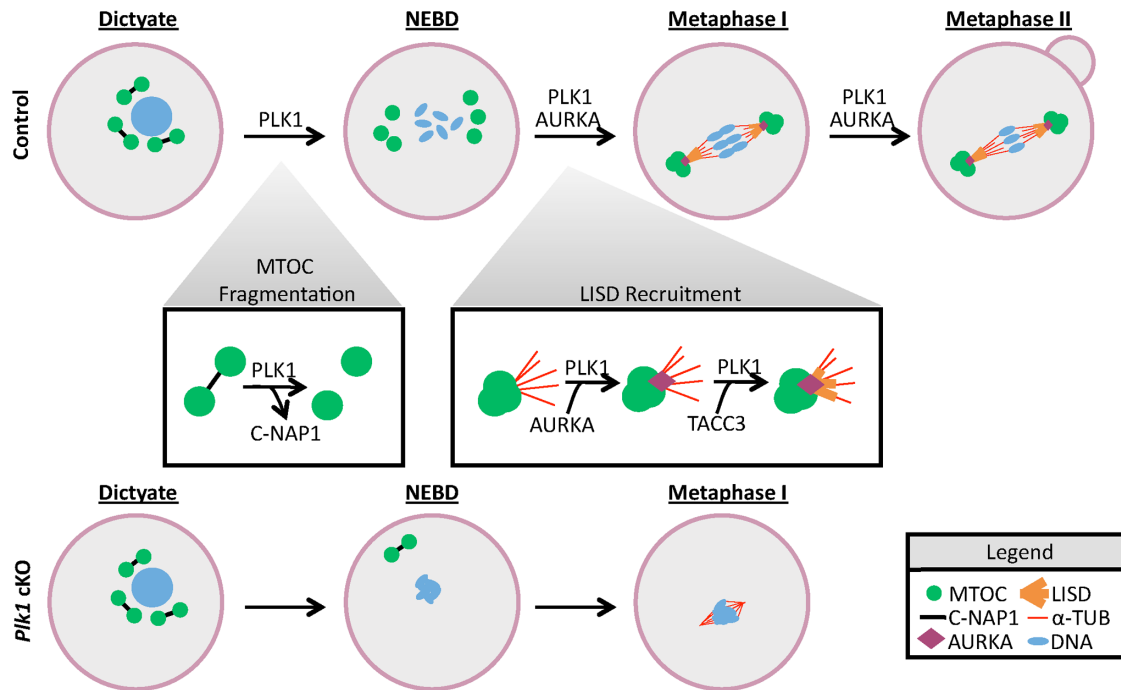 Dictyate
NEBD
Metaphase I
Metaphase II
Control
PLK1
PLK1
AURKA
PLK1
AURKA
MTOC
Fragmentation
LISD Recruitment
PLK1
C-NAP1
PLK1
AURKA
PLK1
TACC3
Dictyate
NEBD
Metaphase I
Plk1 cKO
Legend
MTOC
LISD
C-NAP1
α-TUB
AURKA
DNA